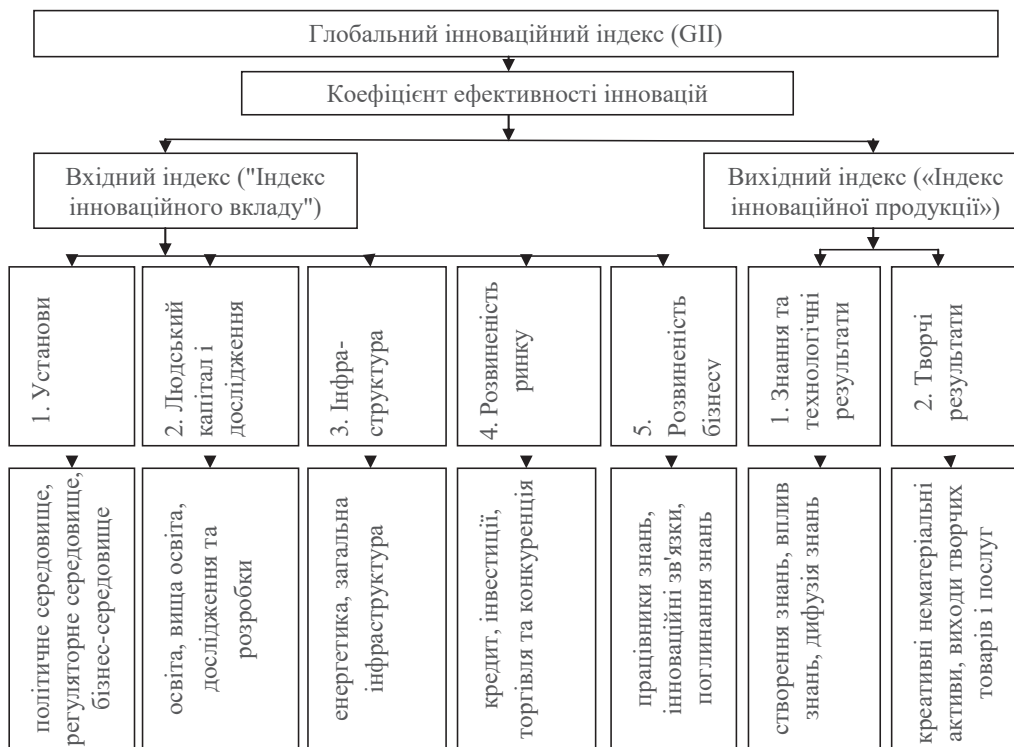 Глобальний інноваційний індекс (GII)
Коефіцієнт ефективності інновацій
Вхідний індекс ("Індекс
інноваційного вкладу")
Вихідний індекс («Індекс
інноваційної продукції»)
1. Установи
2. Людський
капітал і
дослідження
3. Інфра-
структура
4. Розвиненість
ринку
5.
Розвиненість
бізнесу
1. Знання та
технологічні
результати
2. Творчі
результати
політичне середовище,
регуляторне середовище,
бізнес-середовище
освіта, вища освіта,
дослідження та
розробки
енергетика, загальна
інфраструктура
кредит, інвестиції,
торгівля та конкуренція
працівники знань,
інноваційні зв'язки,
поглинання знань
створення знань, вплив
знань, дифузія знань
креативні нематеріальні
активи, виходи творчих
товарів і послуг